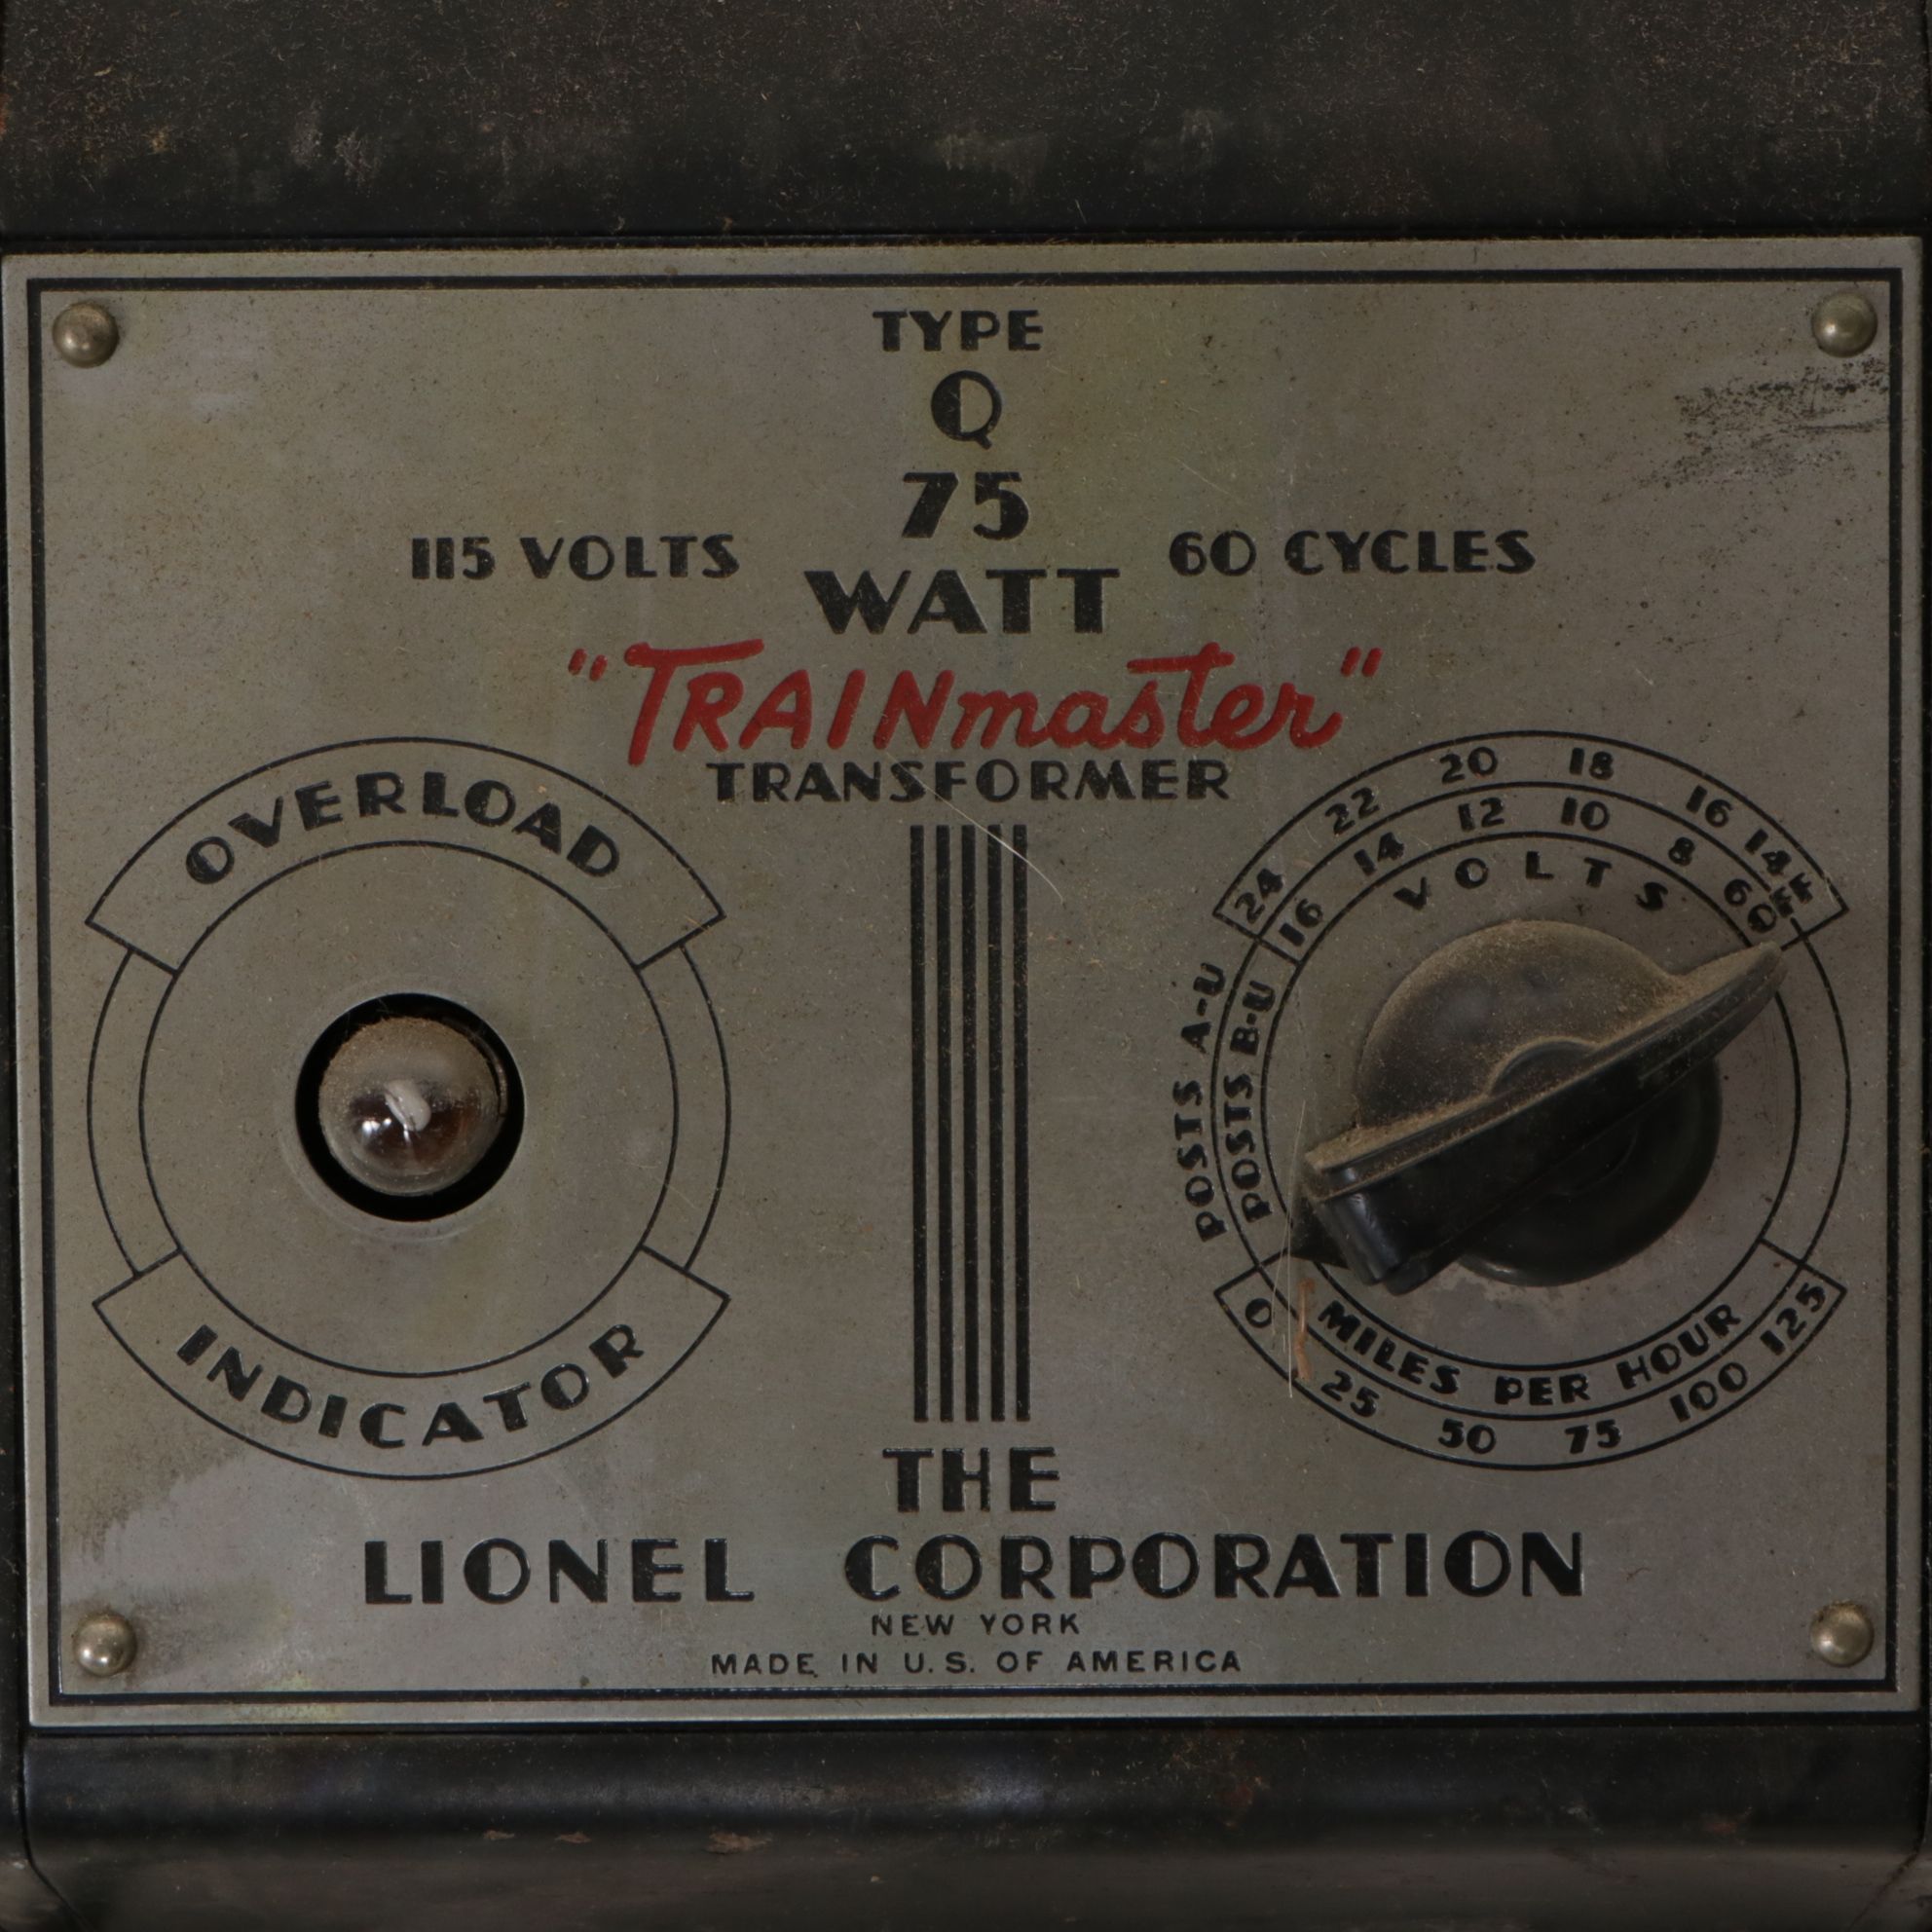 TYPE
Q
75
WATT
115 VOLTS
60 CYCLES
"TRAINmaster"
TRANSFORMER
OVERLOAD
INDICATOR
24 22 20 18 16 14 OFF
16 14 12 10 8 6 OFF
VOLTS
POSTS A-U
POSTS B-U
MILES PER HOUR
0 25 50 75 100 125
THE
LIONEL CORPORATION
NEW YORK
MADE IN U.S. OF AMERICA